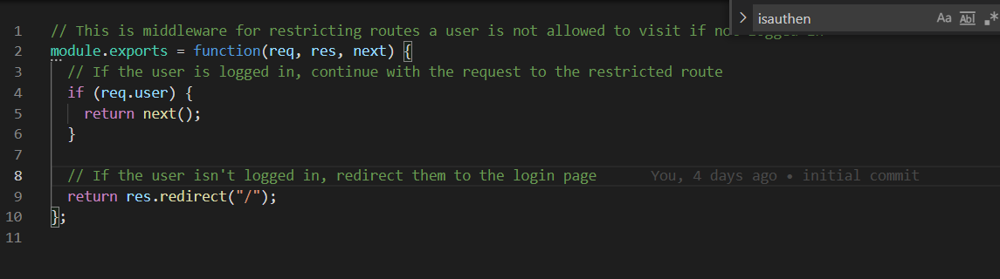 isauthen Aa Abl .*
1 // This is middleware for restricting routes a user is not allowed to visit if not logged in
2 module.exports = function(req, res, next) {
3 // If the user is logged in, continue with the request to the restricted route
4 if (req.user) {
5 return next();
6 }
7
8 // If the user isn't logged in, redirect them to the login page You, 4 days ago • initial commit
9 return res.redirect("/");
10 };
11